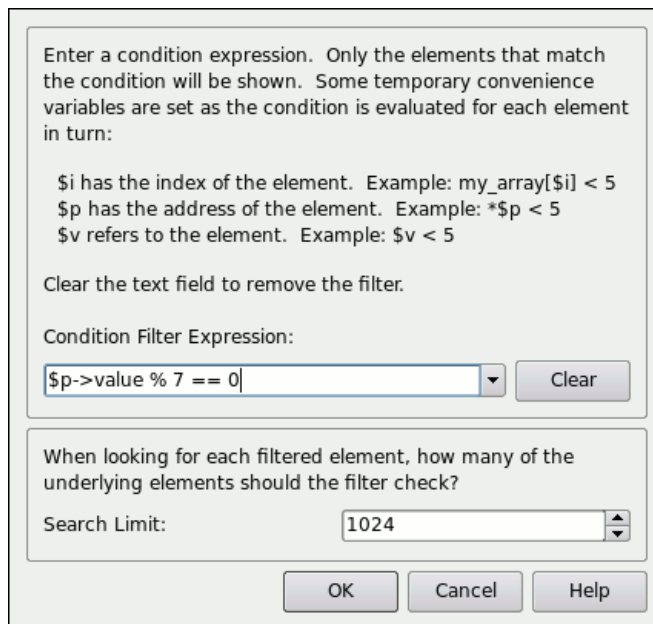 Enter a condition expression.  Only the elements that match
the condition will be shown.  Some temporary convenience
variables are set as the condition is evaluated for each element
in turn:
$i has the index of the element.  Example: my_array[$i] < 5
$p has the address of the element.  Example: *$p < 5
$v refers to the element.  Example: $v < 5
Clear the text field to remove the filter.
Condition Filter Expression:
$p->value % 7 == 0
Clear
When looking for each filtered element, how many of the
underlying elements should the filter check?
Search Limit:
1024
OK
Cancel
Help